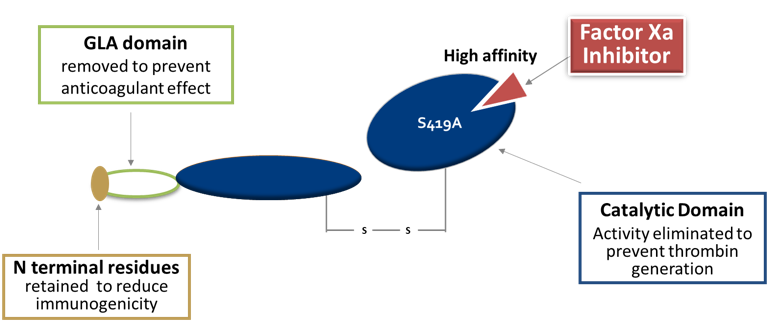 GLA domain
removed to prevent
anticoagulant effect
High affinity
Factor Xa
Inhibitor
S419A
s s
N terminal residues
retained to reduce
immunogenicity
Catalytic Domain
Activity eliminated to
prevent thrombin
generation